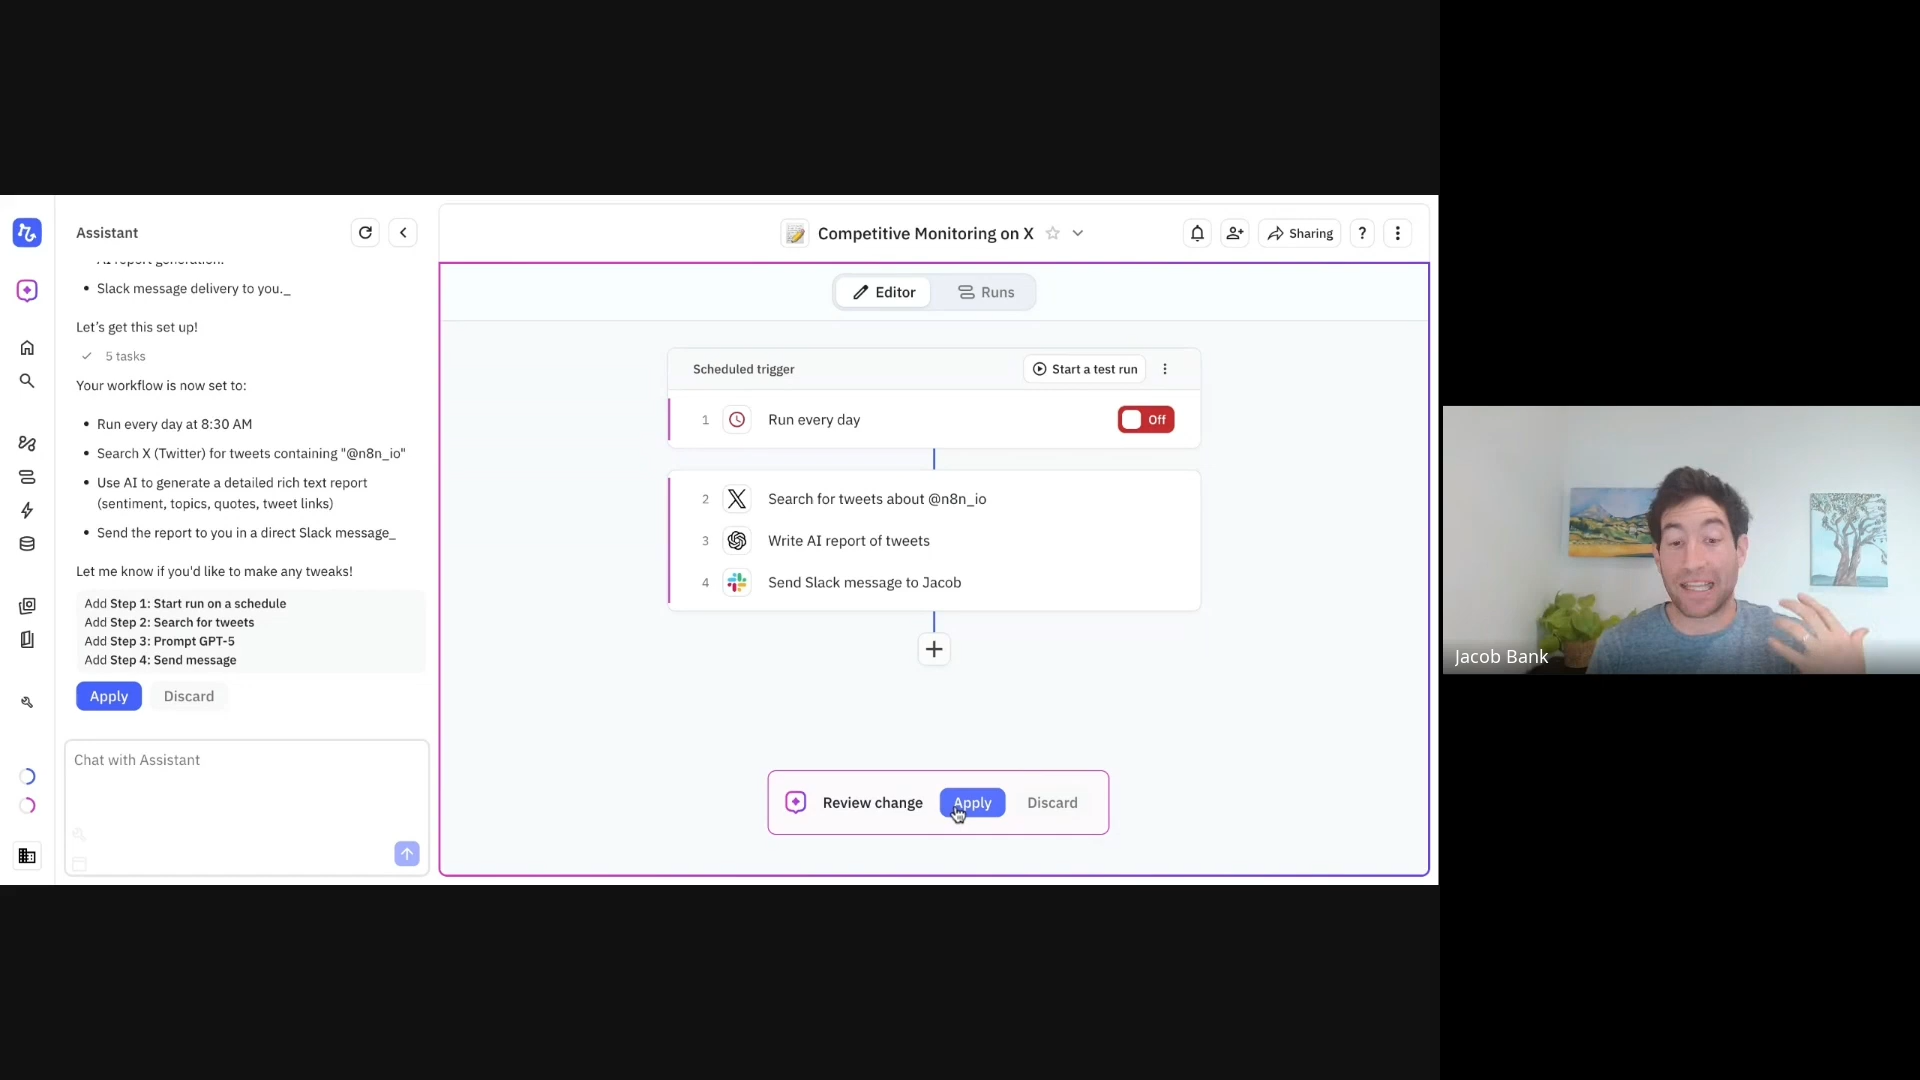 Assistant
AI report generation.
Slack message delivery to you._
Let's get this set up!
5 tasks
Your workflow is now set to:
Run every day at 8:30 AM
Search X (Twitter) for tweets containing "@n8n_io"
Use AI to generate a detailed rich text report
(sentiment, topics, quotes, tweet links)
Send the report to you in a direct Slack message_
Let me know if you'd like to make any tweaks!
Add Step 1: Start run on a schedule
Add Step 2: Search for tweets
Add Step 3: Prompt GPT-5
Add Step 4: Send message
Apply Discard
Chat with Assistant
Competitive Monitoring on X
Sharing ?
Editor Runs
Scheduled trigger Start a test run
1 Run every day Off
2 Search for tweets about @n8n_io
3 Write AI report of tweets
4 Send Slack message to Jacob
Review change Apply Discard
Jacob Bank